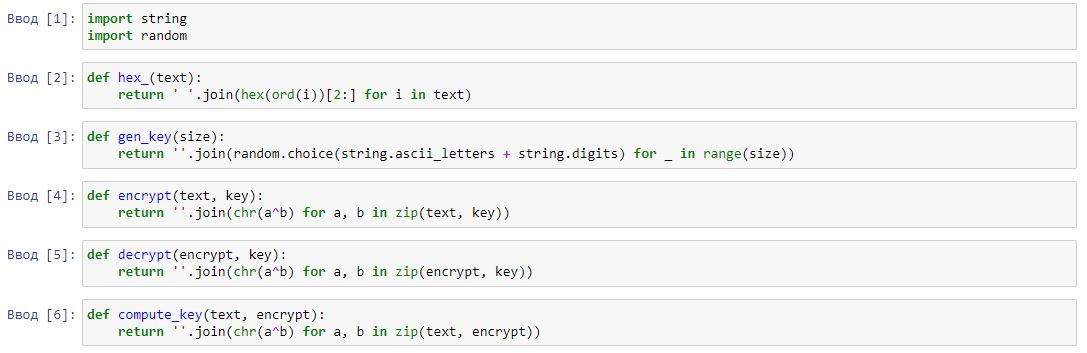 Ввод [1]: import string
import random
Ввод [2]: def hex_(text):
    return ' '.join(hex(ord(i))[2:] for i in text)
Ввод [3]: def gen_key(size):
    return ''.join(random.choice(string.ascii_letters + string.digits) for _ in range(size))
Ввод [4]: def encrypt(text, key):
    return ''.join(chr(a^b) for a, b in zip(text, key))
Ввод [5]: def decrypt(encrypt, key):
    return ''.join(chr(a^b) for a, b in zip(encrypt, key))
Ввод [6]: def compute_key(text, encrypt):
    return ''.join(chr(a^b) for a, b in zip(text, encrypt))